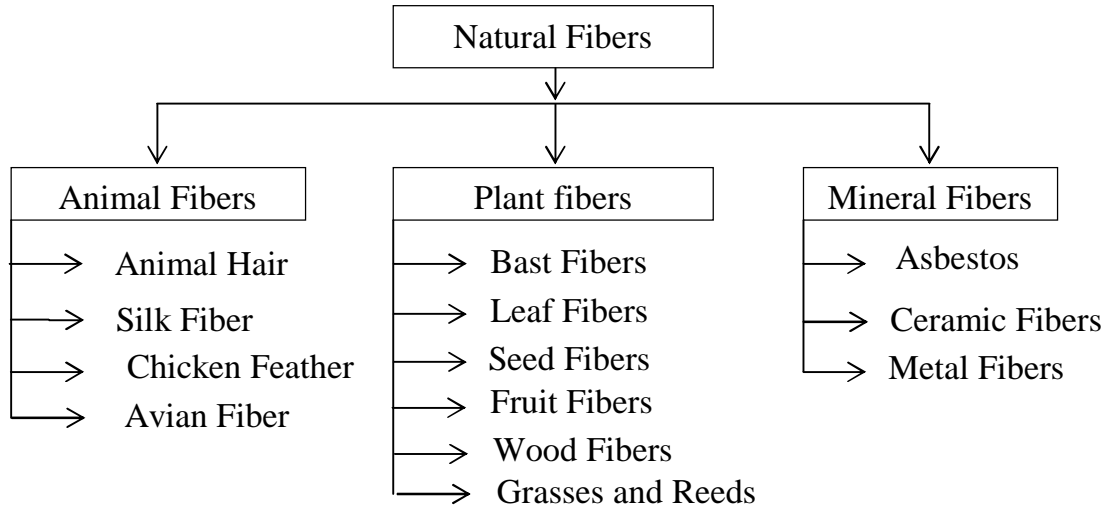 Natural Fibers
Animal Fibers
Animal Hair
Silk Fiber
Chicken Feather
Avian Fiber
Plant fibers
Bast Fibers
Leaf Fibers
Seed Fibers
Fruit Fibers
Wood Fibers
Grasses and Reeds
Mineral Fibers
Asbestos
Ceramic Fibers
Metal Fibers